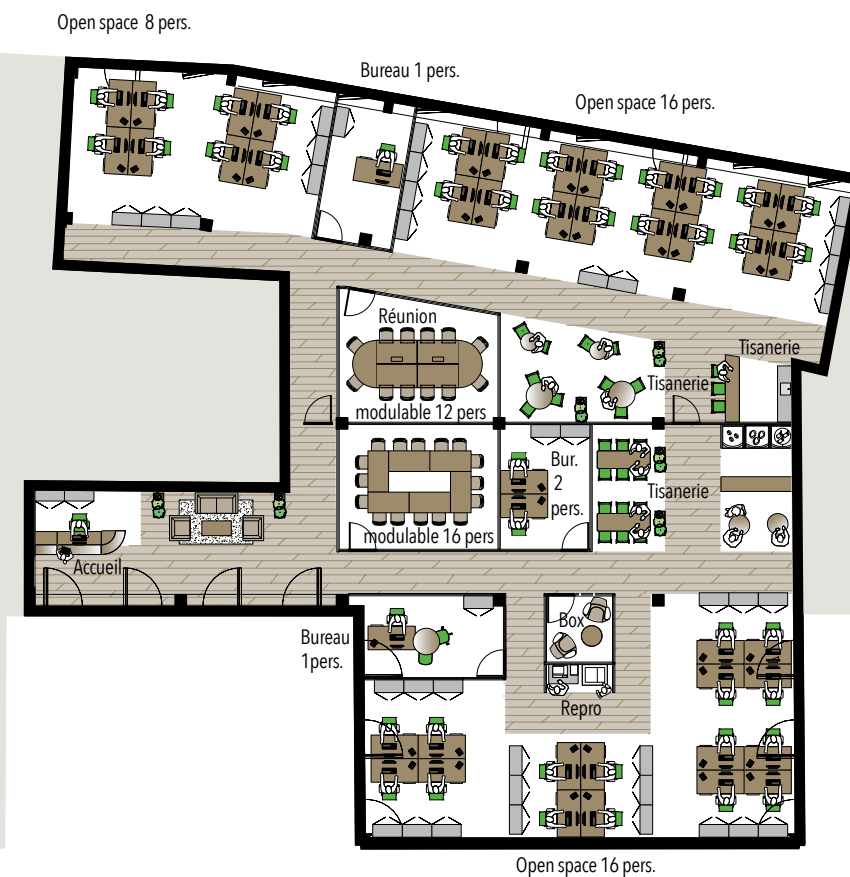 Open space 8 pers.
Bureau 1 pers.
Open space 16 pers.
Réunion
modulable 12 pers
Tisanerie
Tisanerie
modulable 16 pers
Bur.
2
pers.
Tisanerie
Accueil
Bureau
1pers.
Box
Repro
Open space 16 pers.